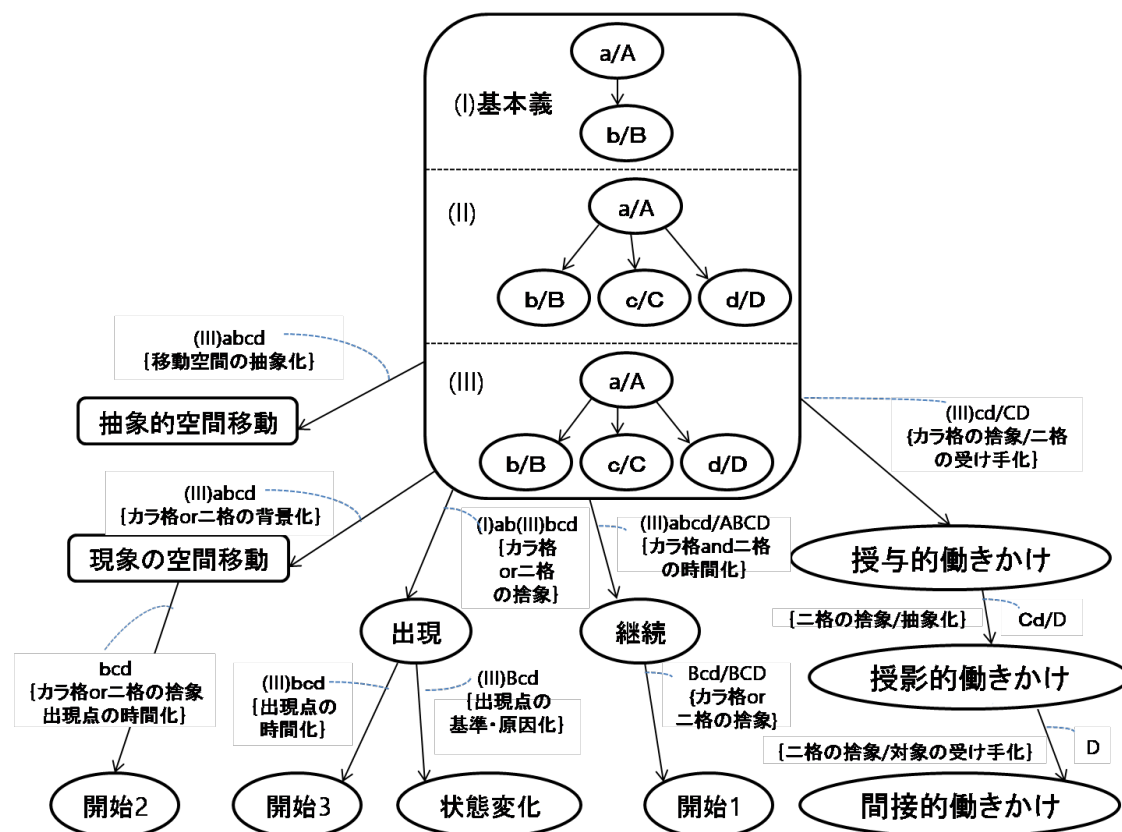 a/A
(I)基本義
b/B
(II)
a/A
b/B
c/C
d/D
(III)abcd
{移動空間の抽象化}
(III)
a/A
抽象的空間移動
b/B
c/C
d/D
(III)cd/CD
{カラ格の捨象/ニ格
の受け手化}
(III)abcd
{カラ格orニ格の背景化}
(I)ab(III)bcd
{カラ格
orニ格
の捨象}
(III)abcd/ABCD
{カラ格andニ格
の時間化}
現象の空間移動
授与的働きかけ
{ニ格の捨象/抽象化}
Cd/D
出現
継続
bcd
{カラ格orニ格の捨象
出現点の時間化}
(III)bcd
{出現点の
時間化}
(III)Bcd
{出現点の
基準・原因化}
Bcd/BCD
{カラ格or
ニ格の捨象}
授影的働きかけ
{ニ格の捨象/対象の受け手化}
D
開始2
開始3
状態変化
開始1
間接的働きかけ